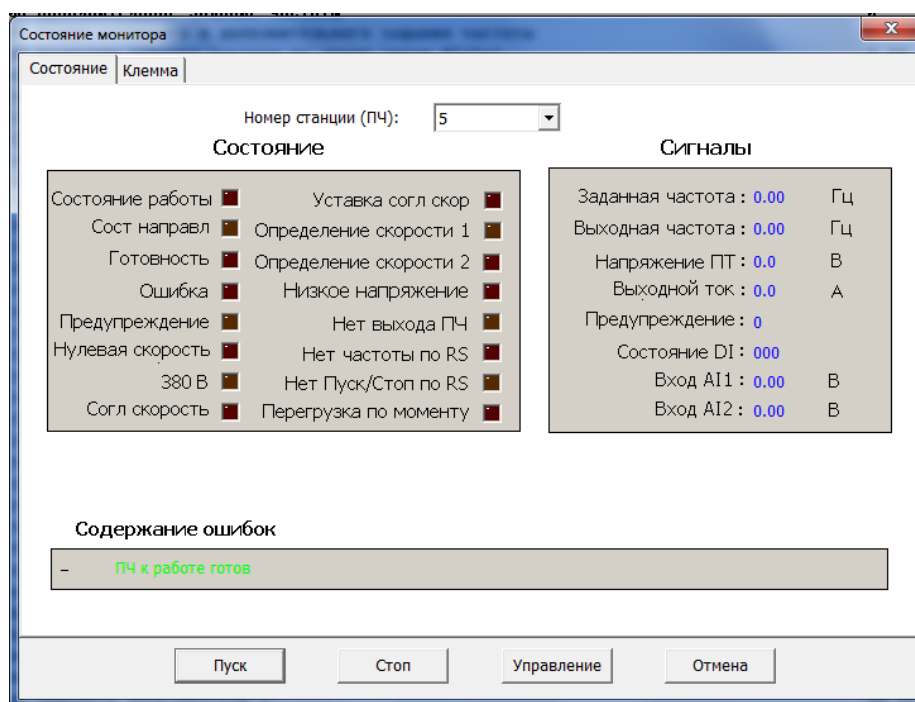 Состояние монитора
Состояние Клемма
Номер станции (ПЧ): 5
Состояние
Состояние работы Уставка согл скор
Сост направл Определение скорости 1
Готовность Определение скорости 2
Ошибка Низкое напряжение
Предупреждение Нет выхода ПЧ
Нулевая скорость Нет частоты по RS
380 В Нет Пуск/Стоп по RS
Согл скорость Перегрузка по моменту
Сигналы
Заданная частота : 0.00 Гц
Выходная частота : 0.00 Гц
Напряжение ПТ : 0.0 В
Выходной ток : 0.0 А
Предупреждение : 0
Состояние DI : 000
Вход AI1 : 0.00 В
Вход AI2 : 0.00 В
Содержание ошибок
– ПЧ к работе готов
Пуск Стоп Управление Отмена